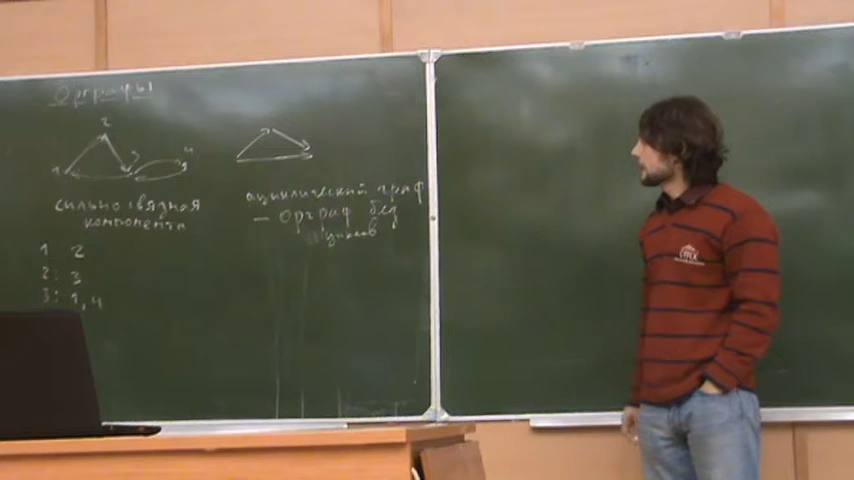 Орграфы
2
1 3 4
сильно связная
компонента
1 2
2: 3
3: 1, 4
ациклический граф
– орграф без
циклов